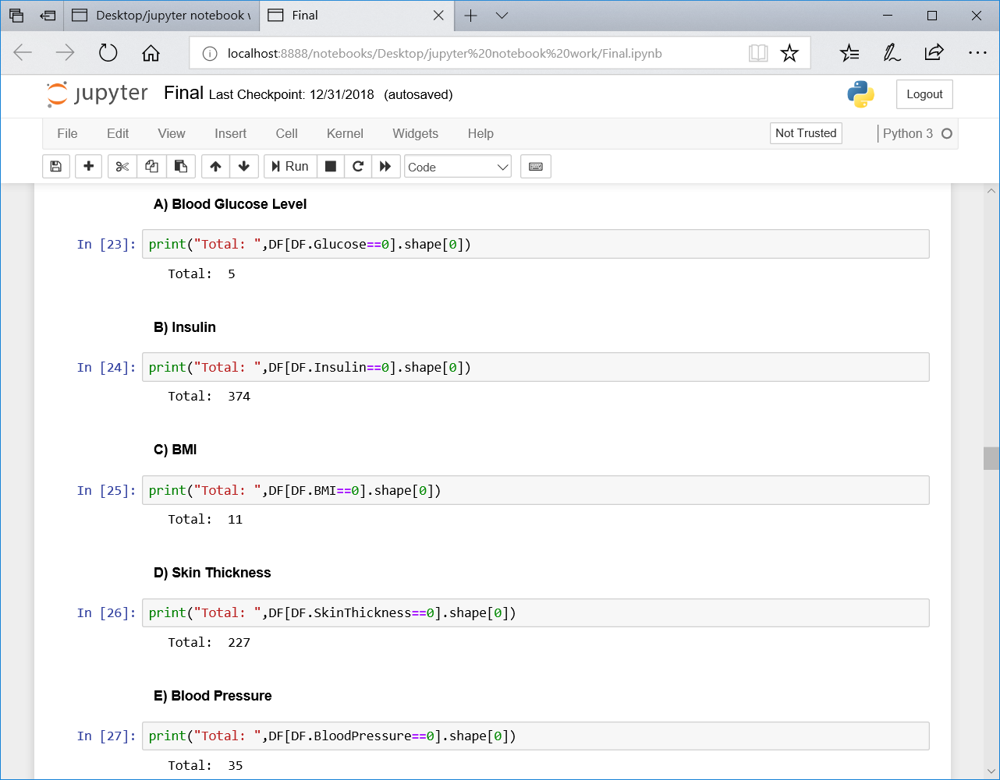 Desktop/jupyter notebook
Final
localhost:8888/notebooks/Desktop/jupyter%20notebook%20work/Final.ipynb
jupyter Final Last Checkpoint: 12/31/2018 (autosaved)
Logout
File Edit View Insert Cell Kernel Widgets Help Not Trusted Python 3
Run Code
A) Blood Glucose Level
In [23]: print("Total: ",DF[DF.Glucose==0].shape[0])
Total:  5
B) Insulin
In [24]: print("Total: ",DF[DF.Insulin==0].shape[0])
Total:  374
C) BMI
In [25]: print("Total: ",DF[DF.BMI==0].shape[0])
Total:  11
D) Skin Thickness
In [26]: print("Total: ",DF[DF.SkinThickness==0].shape[0])
Total:  227
E) Blood Pressure
In [27]: print("Total: ",DF[DF.BloodPressure==0].shape[0])
Total:  35